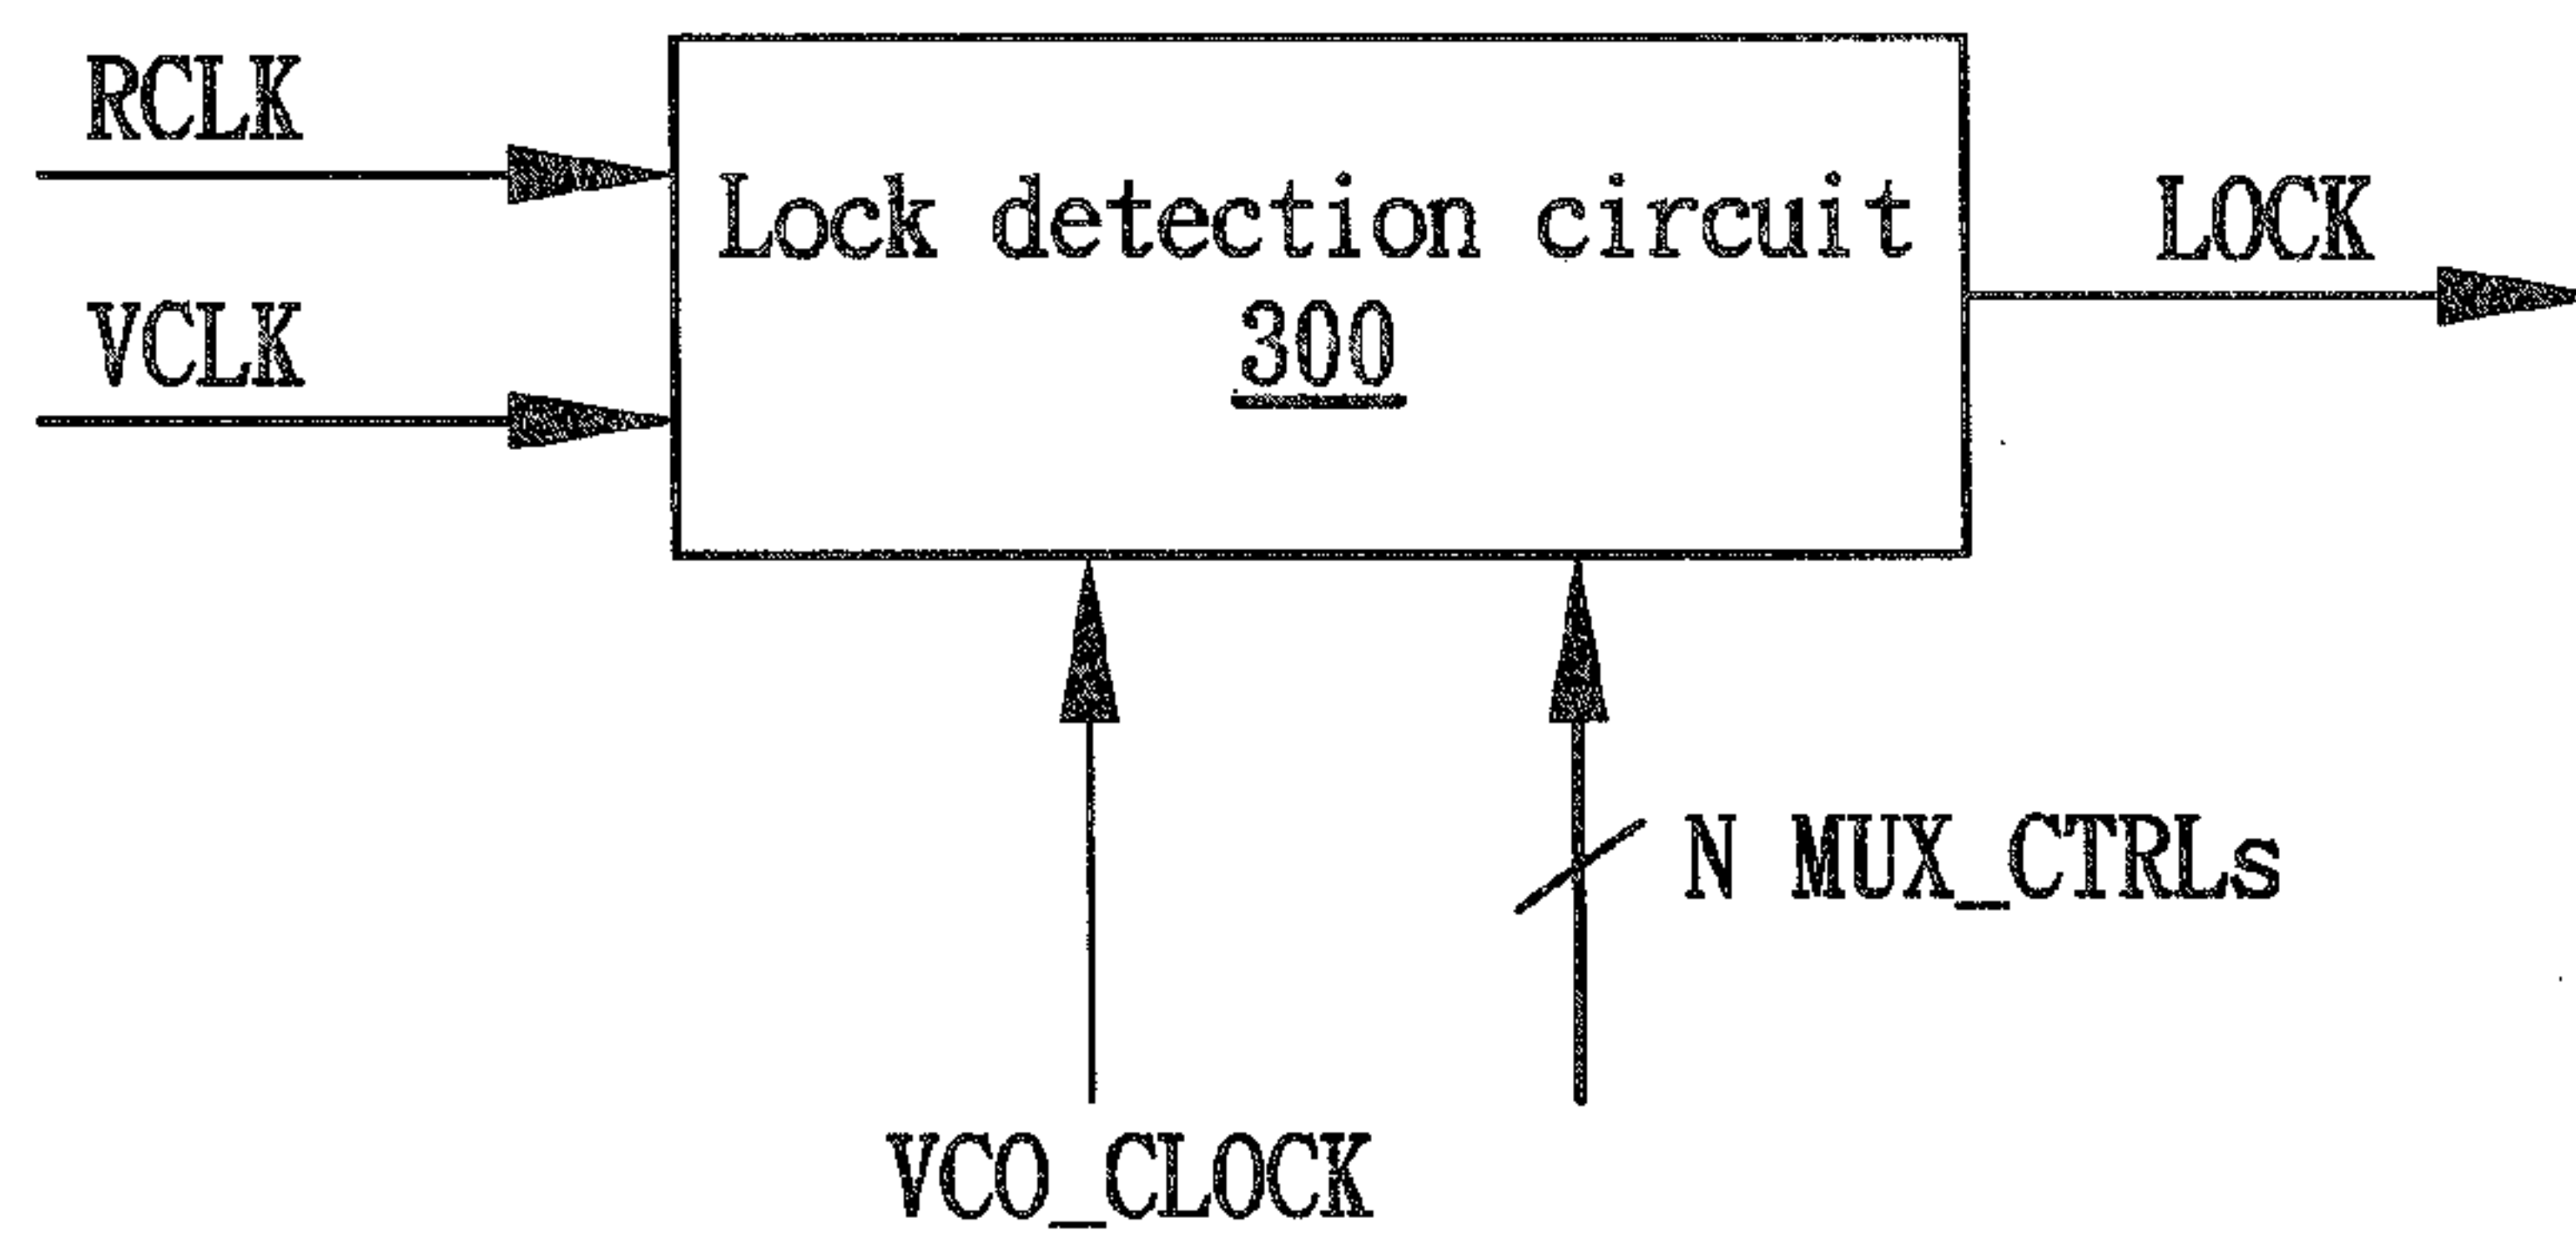 RCLK
VCLK
Lock detection circuit
300
LOCK
N MUX_CTRLs
VCO_CLOCK